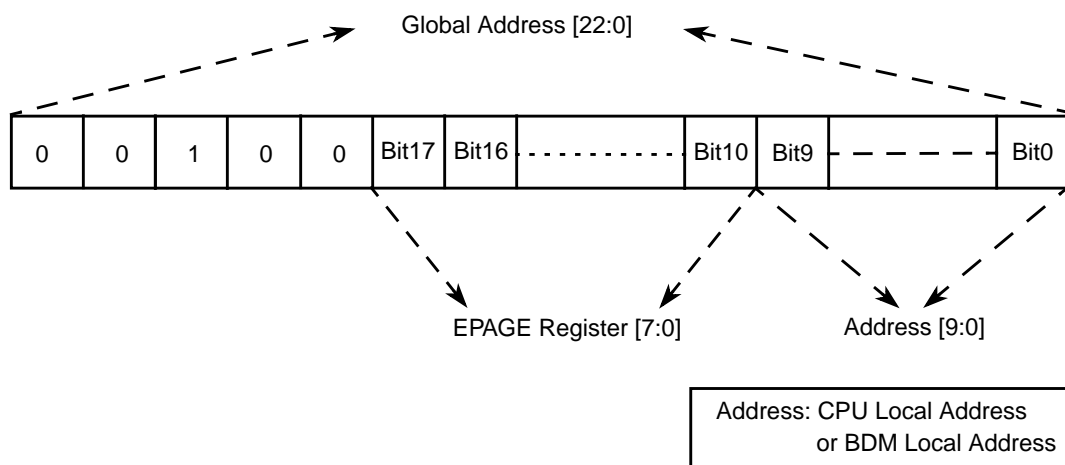 Global Address [22:0]
0 0 1 0 0 Bit17 Bit16 Bit10 Bit9 Bit0
EPAGE Register [7:0]
Address [9:0]
Address: CPU Local Address
or BDM Local Address